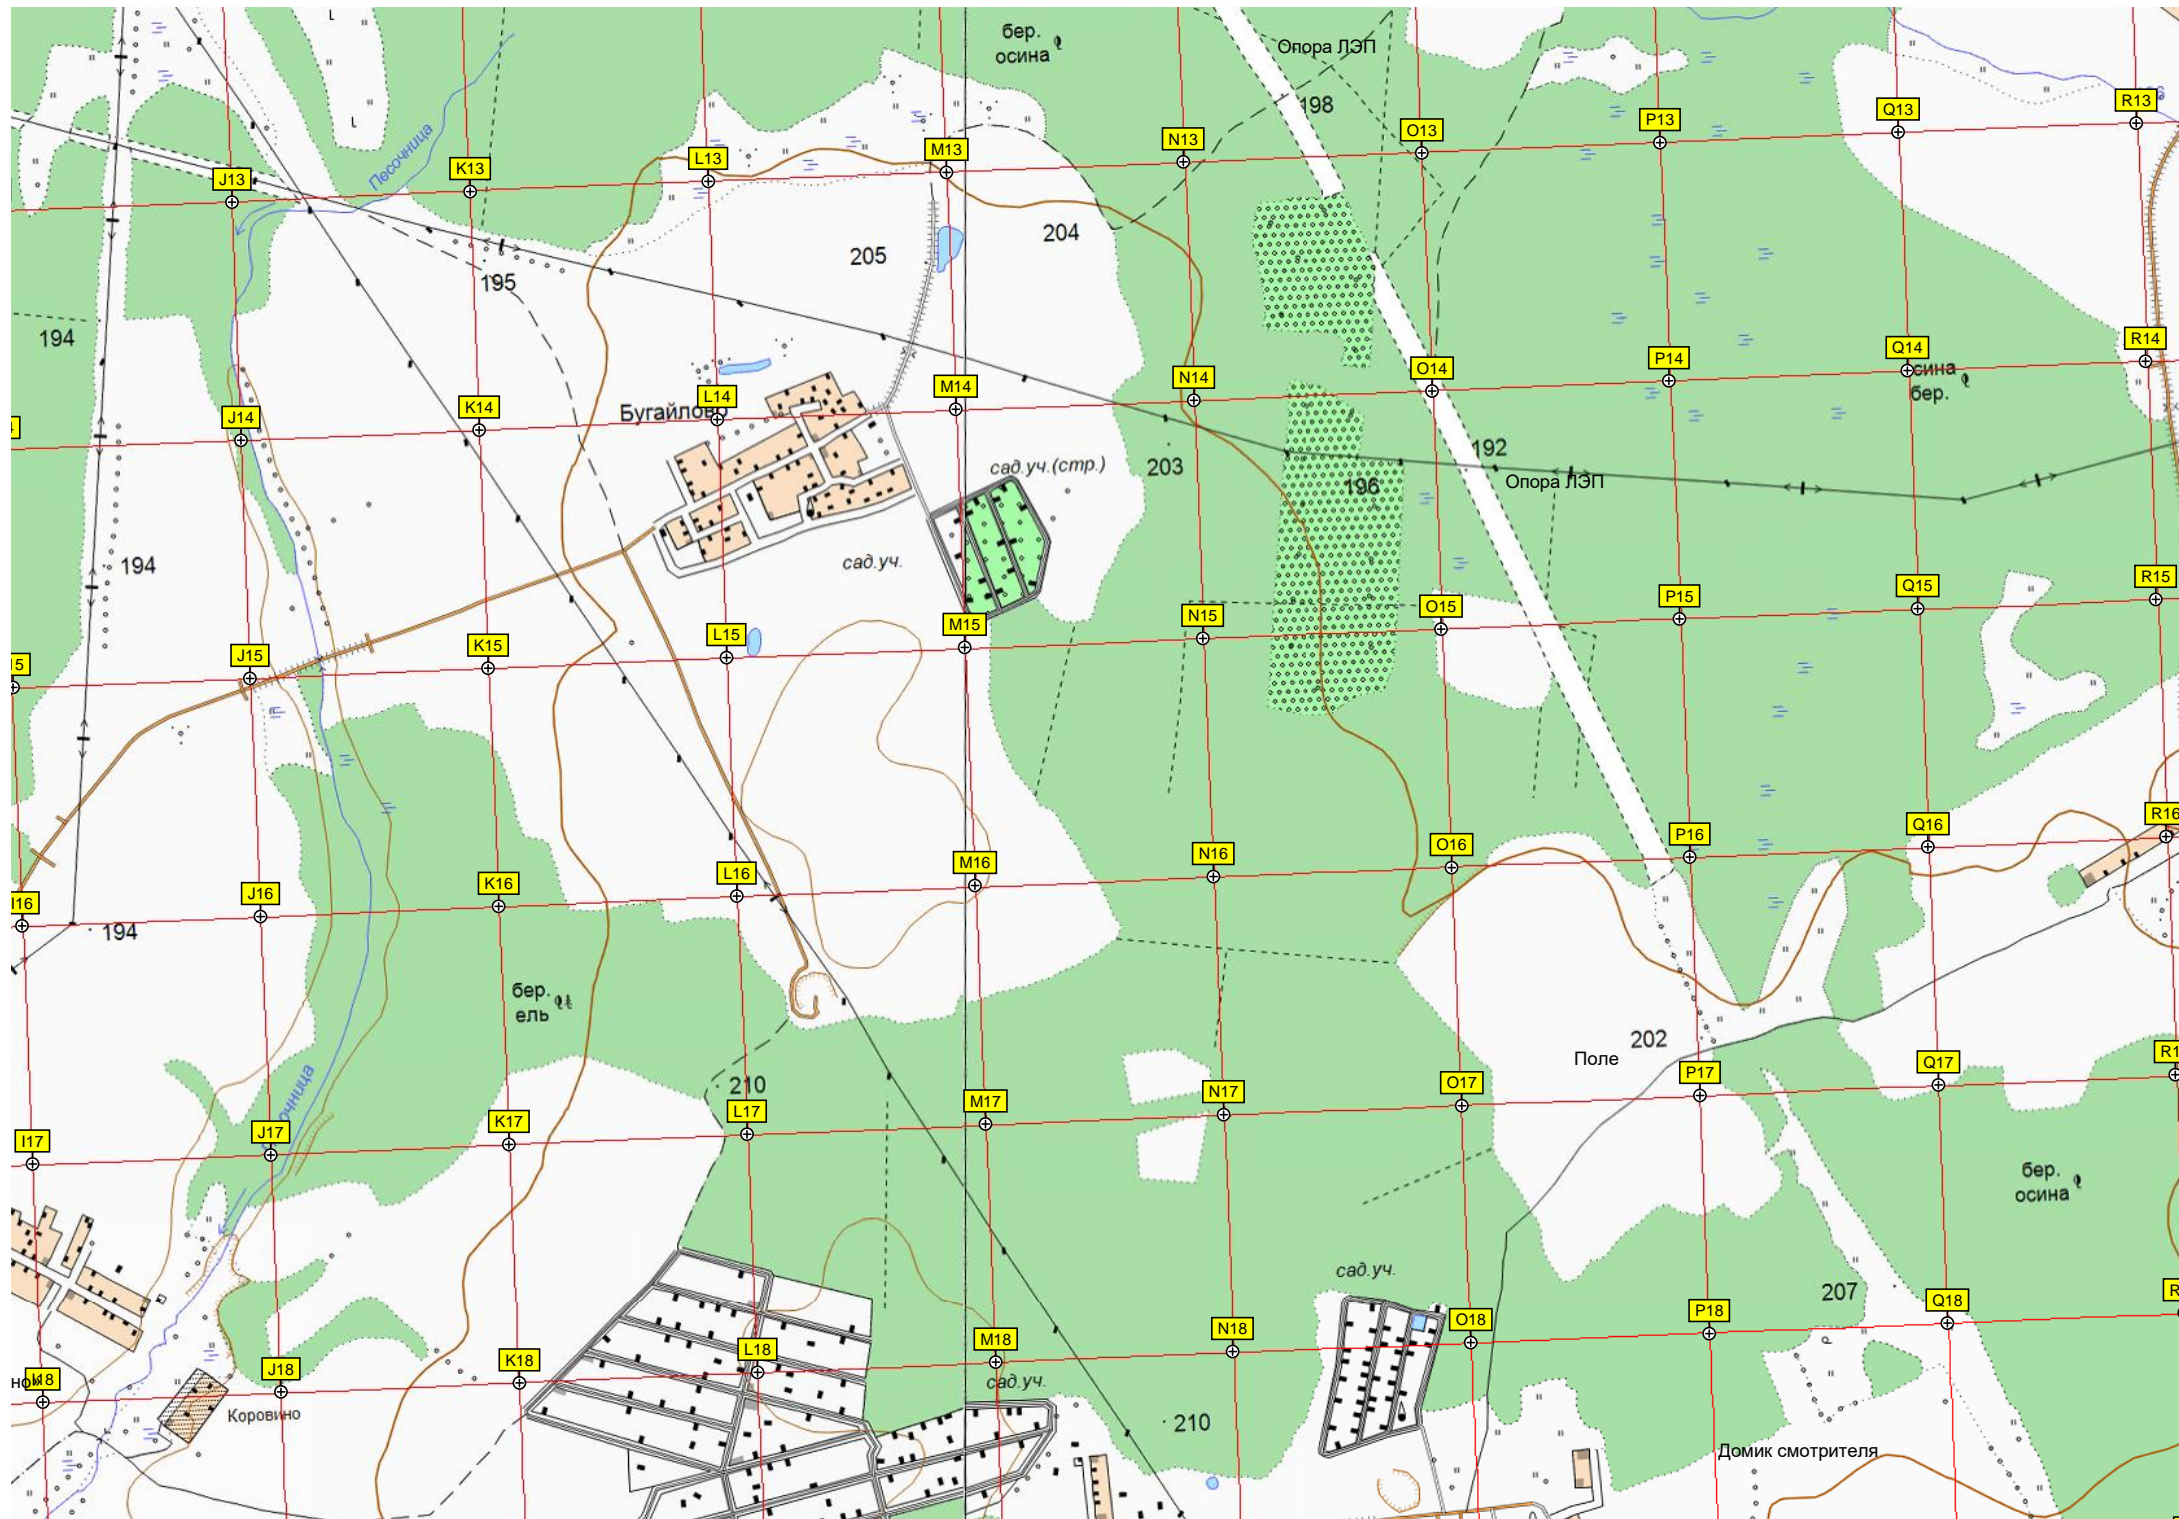 бер.
осина
Опора ЛЭП
198
Песочница
J13
K13
L13
M13
N13
O13
P13
Q13
R13
195
205
204
194
J14
K14
Бугайлово
L14
M14
N14
O14
P14
Q14
R14
осина
бер.
192
196
203
Опора ЛЭП
сад.уч.(стр.)
сад.уч.
194
J15
K15
L15
M15
N15
O15
P15
Q15
R15
I16
J16
K16
L16
M16
N16
O16
P16
Q16
R16
194
бер.
ель
202
Поле
210
I17
J17
K17
L17
M17
N17
O17
P17
Q17
бер.
осина
сад.уч.
207
I18
J18
K18
L18
M18
N18
O18
P18
Q18
сад.уч.
Коровино
210
Домик смотрителя